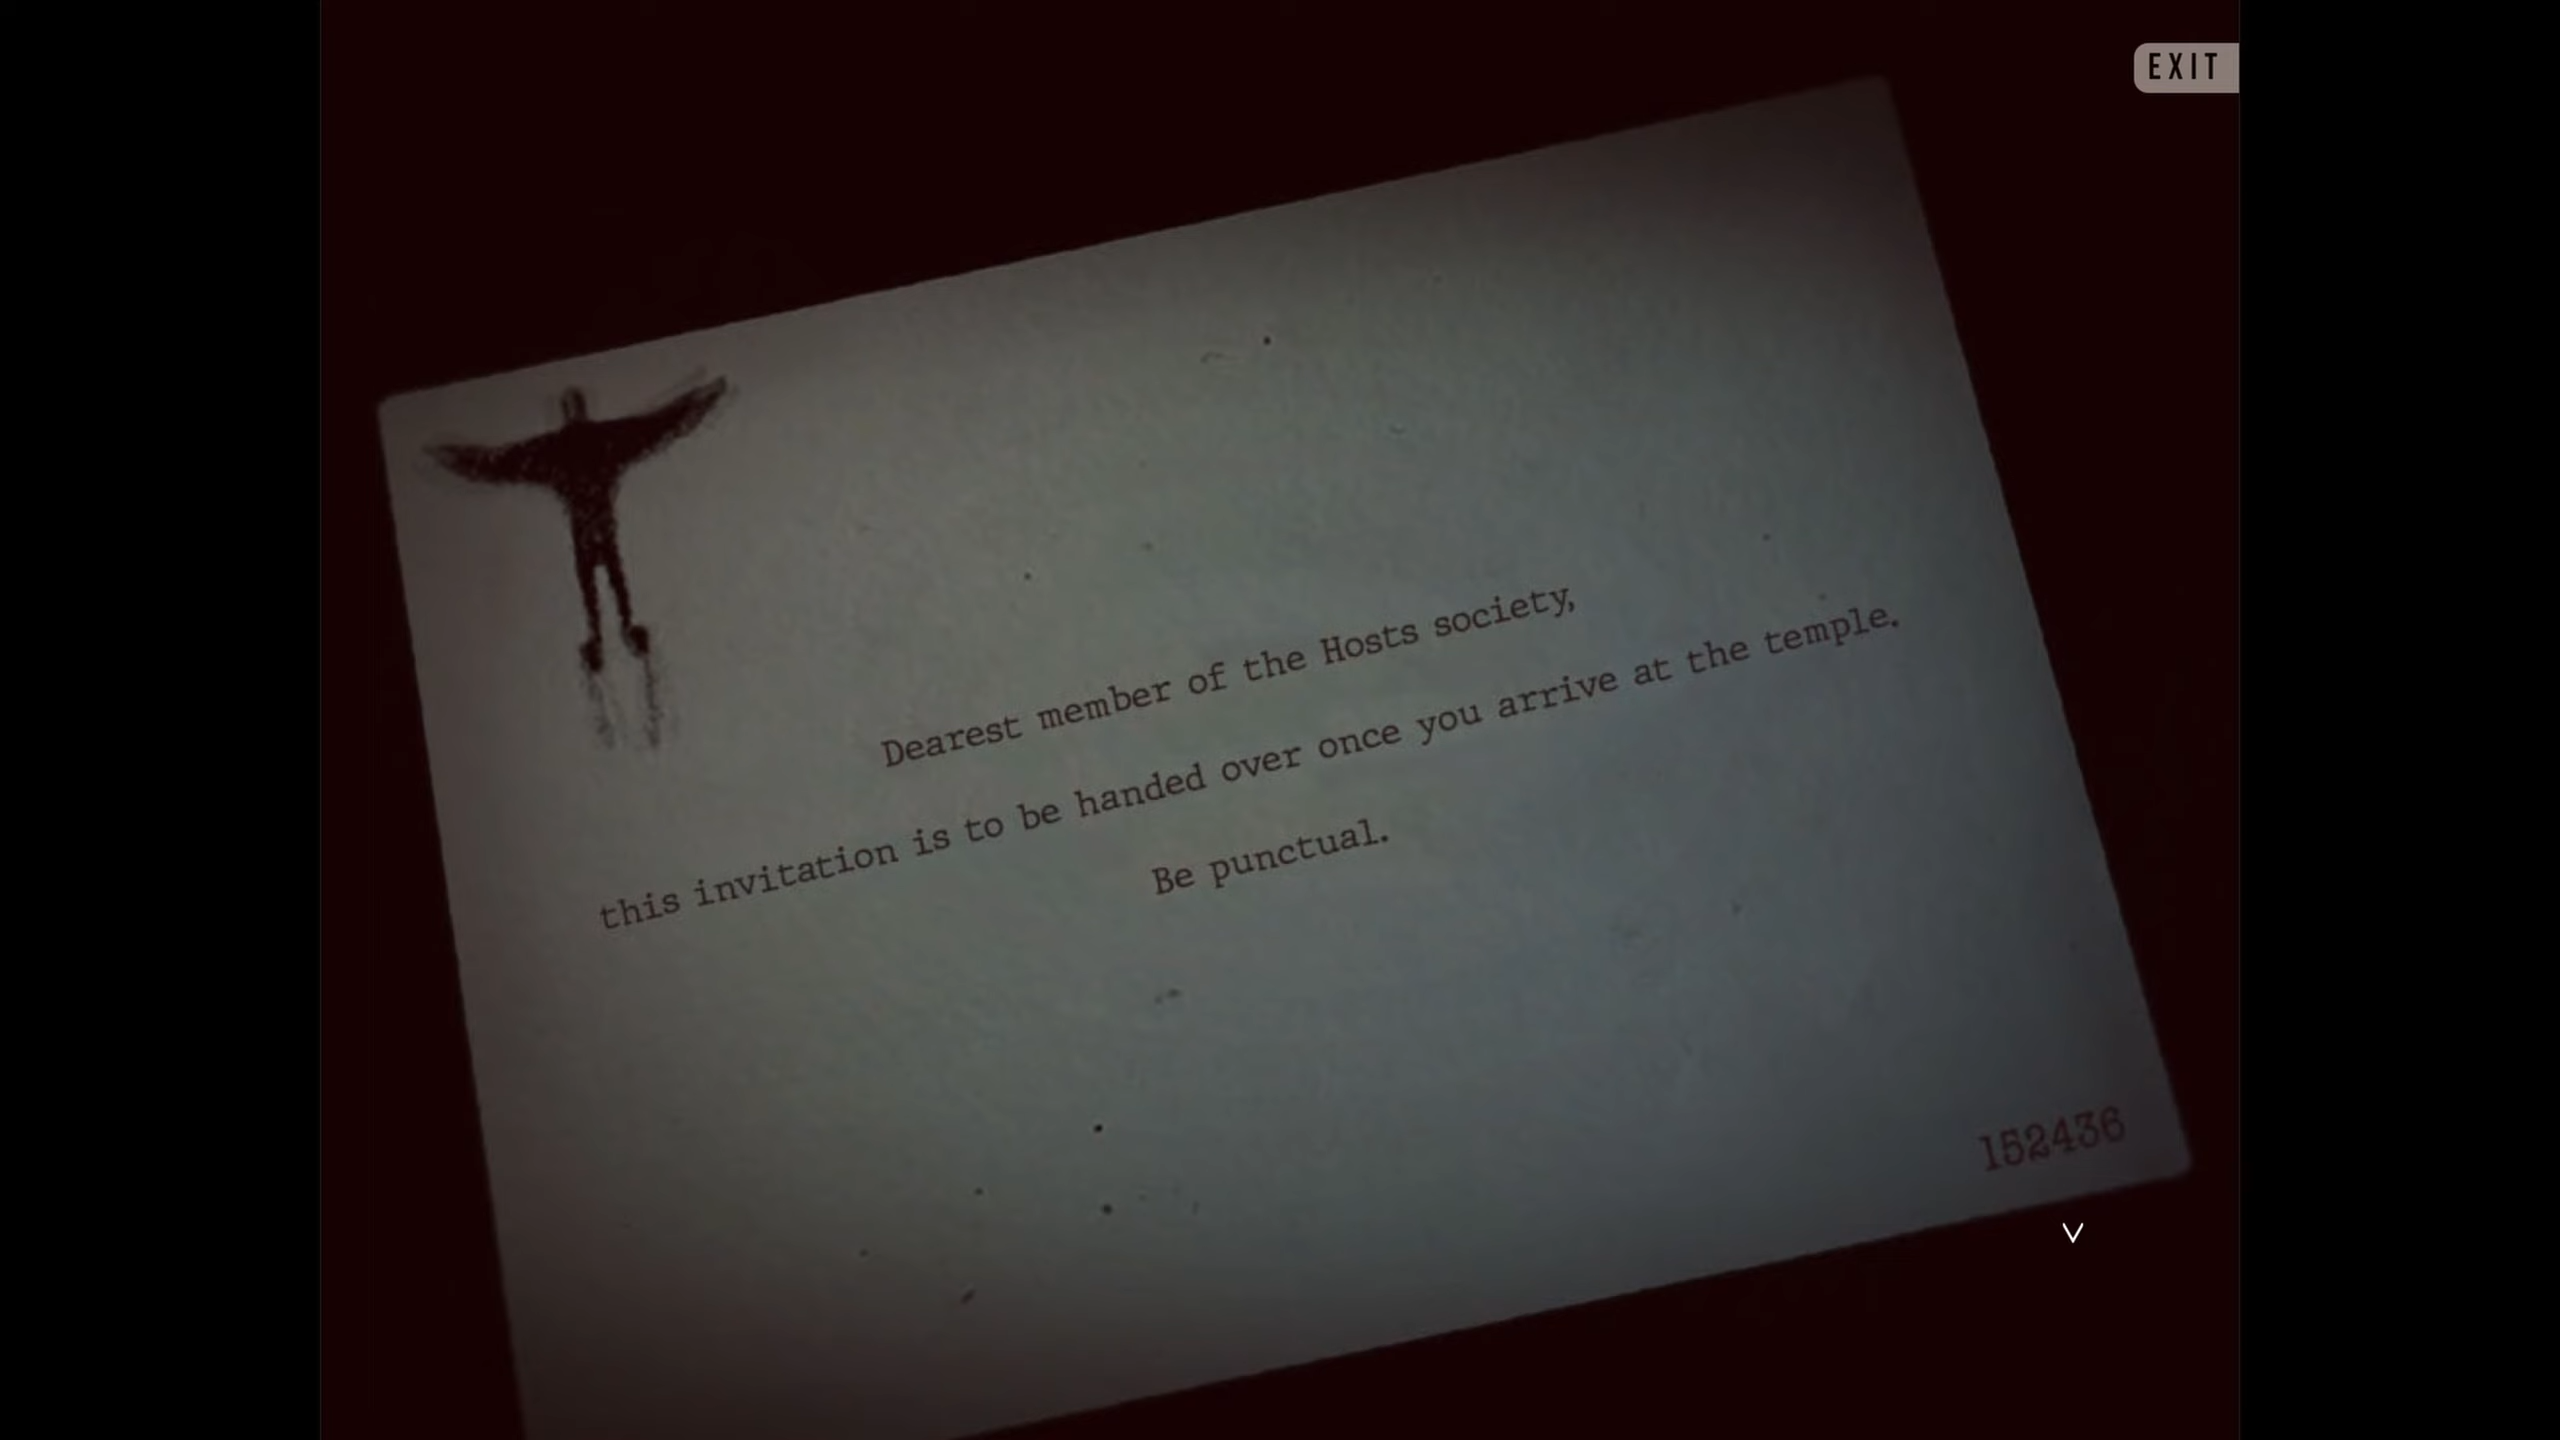 EXIT
Dearest member of the Hosts society,
this invitation is to be handed over once you arrive at the temple.
Be punctual.
152436